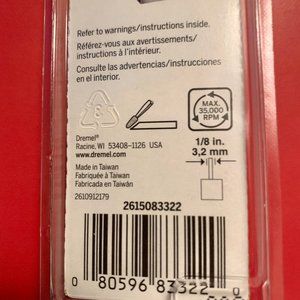 Refer to warnings/instructions inside.
Référez-vous aux avertissements/
instructions à l'intérieur.
Consulte las advertencias/instrucciones
en el interior.
MAX.
35,000
RPM
Dremel®
Racine, WI 53408-1126 USA
www.dremel.com
1/8 in.
3,2 mm
Made in Taiwan
Fabriquée à Taiwan
Fabricada en Taiwán
2610912179
2615083322
0 80596 83322 0